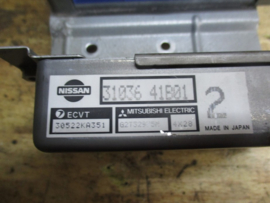 NISSAN
31036 41B01
2
ECVT
MITSUBISHI ELECTRIC
30522KA351
MADE IN JAPAN